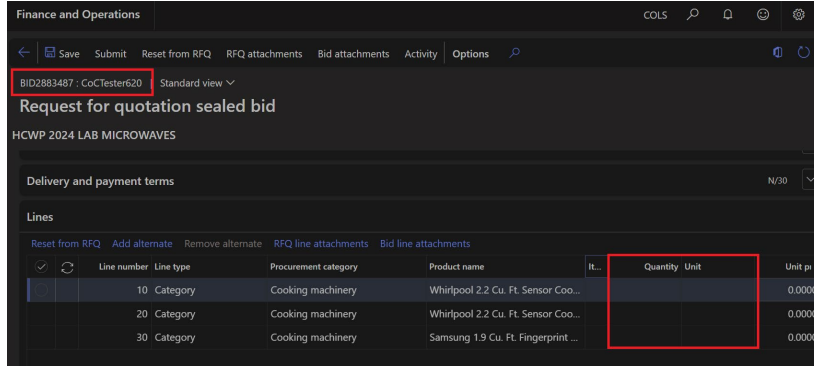 Finance and Operations COLS
Save Submit Reset from RFQ RFQ attachments Bid attachments Activity Options
BID2883487 : CoCTester620 Standard view
Request for quotation sealed bid
HCWP 2024 LAB MICROWAVES
Delivery and payment terms N/30
Lines
Reset from RFQ Add alternate Remove alternate RFQ line attachments Bid line attachments
Line number Line type Procurement category Product name It... Quantity Unit Unit
10 Category Cooking machinery Whirlpool 2.2 Cu. Ft. Sensor Coo... 0.0000
20 Category Cooking machinery Whirlpool 2.2 Cu. Ft. Sensor Coo... 0.0000
30 Category Cooking machinery Samsung 1.9 Cu. Ft. Fingerprint ... 0.0000